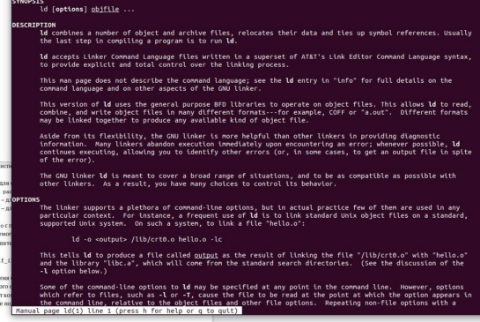 SYNOPSIS
ld [options] objfile ...
DESCRIPTION
ld combines a number of object and archive files, relocates their data and ties up symbol references. Usually
the last step in compiling a program is to run ld.
ld accepts Linker Command Language files written in a superset of AT&T's Link Editor Command Language syntax,
to provide explicit and total control over the linking process.
This man page does not describe the command language; see the ld entry in "info" for full details on the
command language and on other aspects of the GNU linker.
This version of ld uses the general purpose BFD libraries to operate on object files. This allows ld to read,
combine, and write object files in many different formats---for example, COFF or "a.out". Different formats
may be linked together to produce any available kind of object file.
Aside from its flexibility, the GNU linker is more helpful than other linkers in providing diagnostic
information. Many linkers abandon execution immediately upon encountering an error; whenever possible, ld
continues executing, allowing you to identify other errors (or, in some cases, to get an output file in spite
of the error).
The GNU linker ld is meant to cover a broad range of situations, and to be as compatible as possible with
other linkers. As a result, you have many choices to control its behavior.
OPTIONS
The linker supports a plethora of command-line options, but in actual practice few of them are used in any
particular context. For instance, a frequent use of ld is to link standard Unix object files on a standard,
supported Unix system. On such a system, to link a file "hello.o":
ld -o <output> /lib/crt0.o hello.o -lc
This tells ld to produce a file called output as the result of linking the file "/lib/crt0.o" with "hello.o"
and the library "libc.a", which will come from the standard search directories. (See the discussion of the
-l option below.)
Some of the command-line options to ld may be specified at any point in the command line. However, options
which refer to files, such as -l or -T, cause the file to be read at the point at which the option appears in
the command line, relative to the object files and other file options. Repeating non-file options with a
Manual page ld(1) line 1 (press h for help or q to quit)